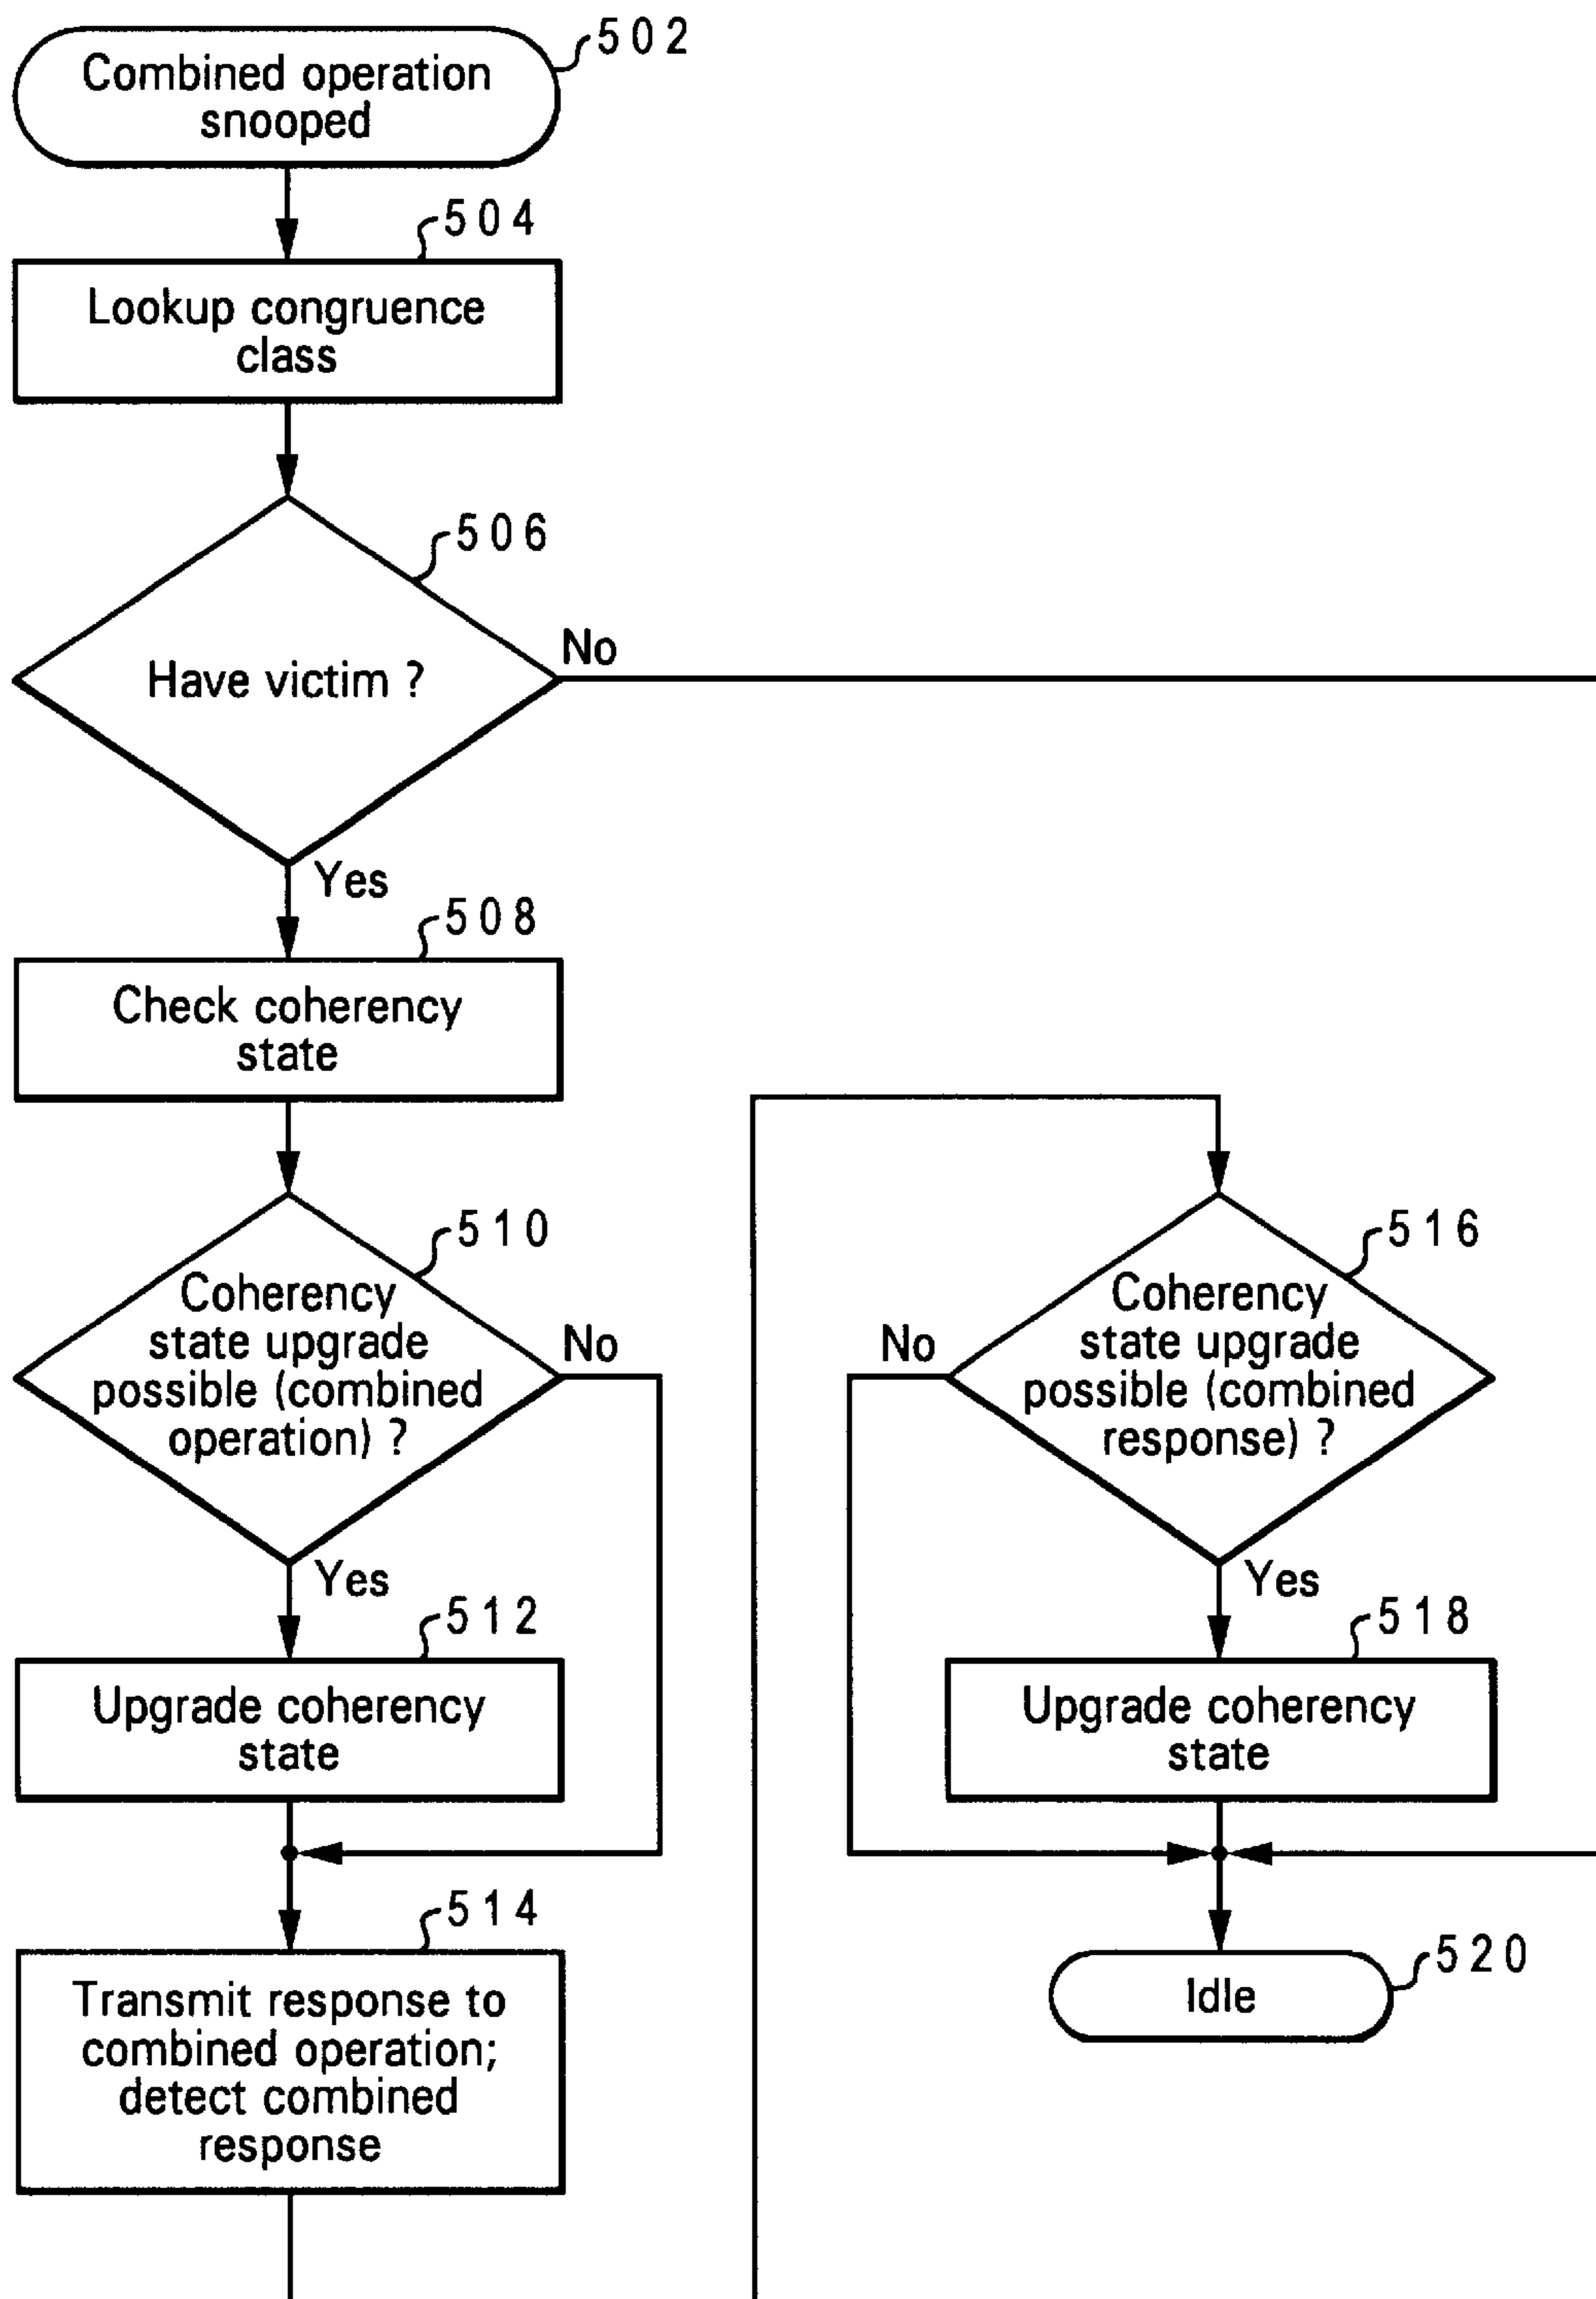 502
Combined operation
snooped
504
Lookup congruence
class
506
Have victim ?
No
Yes
508
Check coherency
state
510
Coherency
state upgrade
possible (combined
operation) ?
No
Yes
512
Upgrade coherency
state
514
Transmit response to
combined operation;
detect combined
response
516
Coherency
state upgrade
possible (combined
response) ?
No
Yes
518
Upgrade coherency
state
520
Idle